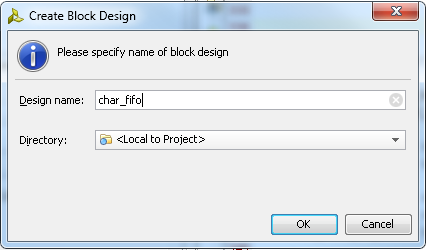 Create Block Design
Please specify name of block design
Design name: char_fifo
Directory: <Local to Project>
OK Cancel